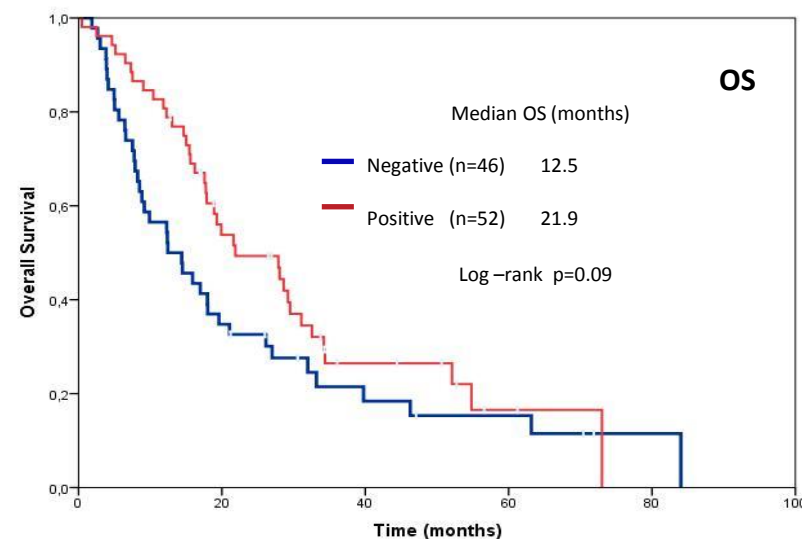 OS
Median OS (months)
Negative (n=46) 12.5
Positive (n=52) 21.9
Log –rank p=0.09
Overall Survival
1,0
0,8
0,6
0,4
0,2
0,0
0 20 40 60 80 100
Time (months)